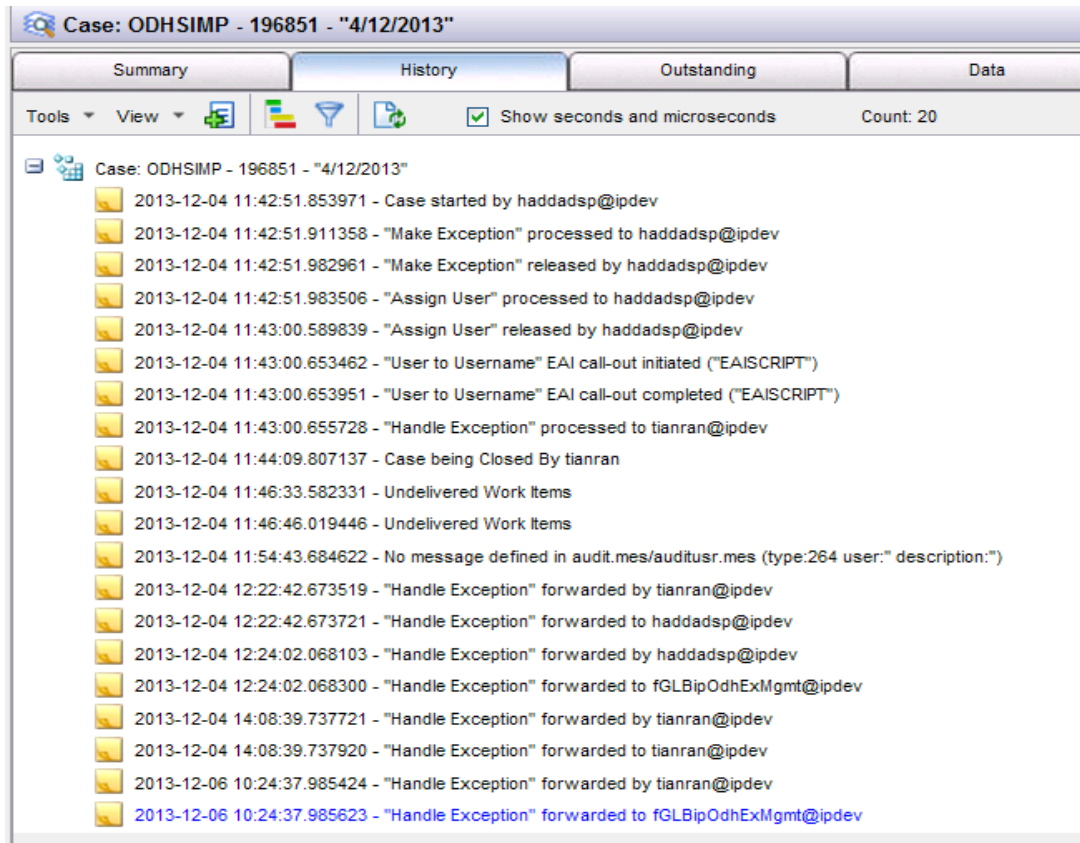 Case: ODHSIMP - 196851 - "4/12/2013"
Summary History Outstanding Data
Tools View Show seconds and microseconds Count: 20
Case: ODHSIMP - 196851 - "4/12/2013"
2013-12-04 11:42:51.853971 - Case started by haddadsp@ipdev
2013-12-04 11:42:51.911358 - "Make Exception" processed to haddadsp@ipdev
2013-12-04 11:42:51.982961 - "Make Exception" released by haddadsp@ipdev
2013-12-04 11:42:51.983506 - "Assign User" processed to haddadsp@ipdev
2013-12-04 11:43:00.589839 - "Assign User" released by haddadsp@ipdev
2013-12-04 11:43:00.653462 - "User to Username" EAI call-out initiated ("EAISCRIPT")
2013-12-04 11:43:00.653951 - "User to Username" EAI call-out completed ("EAISCRIPT")
2013-12-04 11:43:00.655728 - "Handle Exception" processed to tianran@ipdev
2013-12-04 11:44:09.807137 - Case being Closed By tianran
2013-12-04 11:46:33.582331 - Undelivered Work Items
2013-12-04 11:46:46.019446 - Undelivered Work Items
2013-12-04 11:54:43.684622 - No message defined in audit.mes/auditusr.mes (type:264 user:'' description:'')
2013-12-04 12:22:42.673519 - "Handle Exception" forwarded by tianran@ipdev
2013-12-04 12:22:42.673721 - "Handle Exception" forwarded to haddadsp@ipdev
2013-12-04 12:24:02.068103 - "Handle Exception" forwarded by haddadsp@ipdev
2013-12-04 12:24:02.068300 - "Handle Exception" forwarded to fGLBipOdhExMgmt@ipdev
2013-12-04 14:08:39.737721 - "Handle Exception" forwarded by tianran@ipdev
2013-12-04 14:08:39.737920 - "Handle Exception" forwarded to tianran@ipdev
2013-12-06 10:24:37.985424 - "Handle Exception" forwarded by tianran@ipdev
2013-12-06 10:24:37.985623 - "Handle Exception" forwarded to fGLBipOdhExMgmt@ipdev